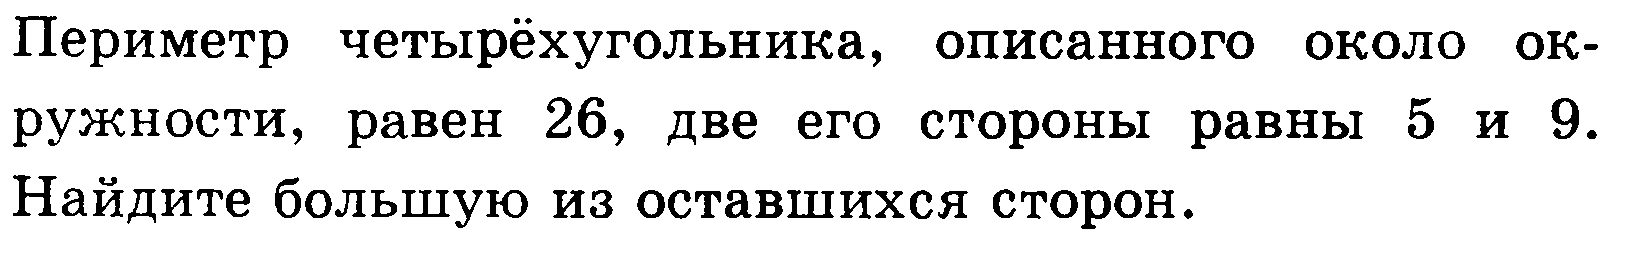 Периметр четырёхугольника, описанного около ок-
ружности, равен 26, две его стороны равны 5 и 9.
Найдите большую из оставшихся сторон.